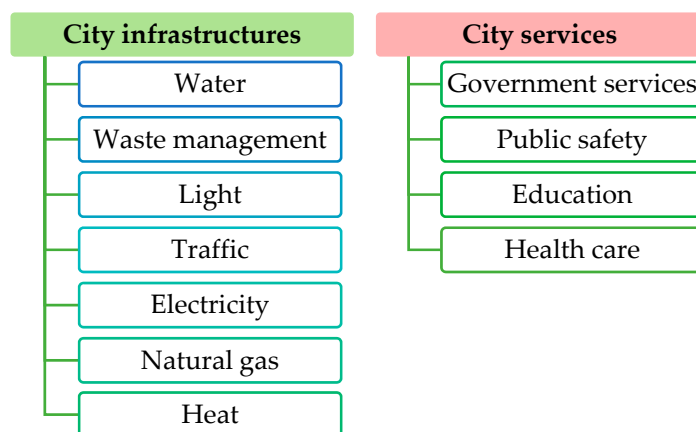 City infrastructures
Water
Waste management
Light
Traffic
Electricity
Natural gas
Heat
City services
Government services
Public safety
Education
Health care